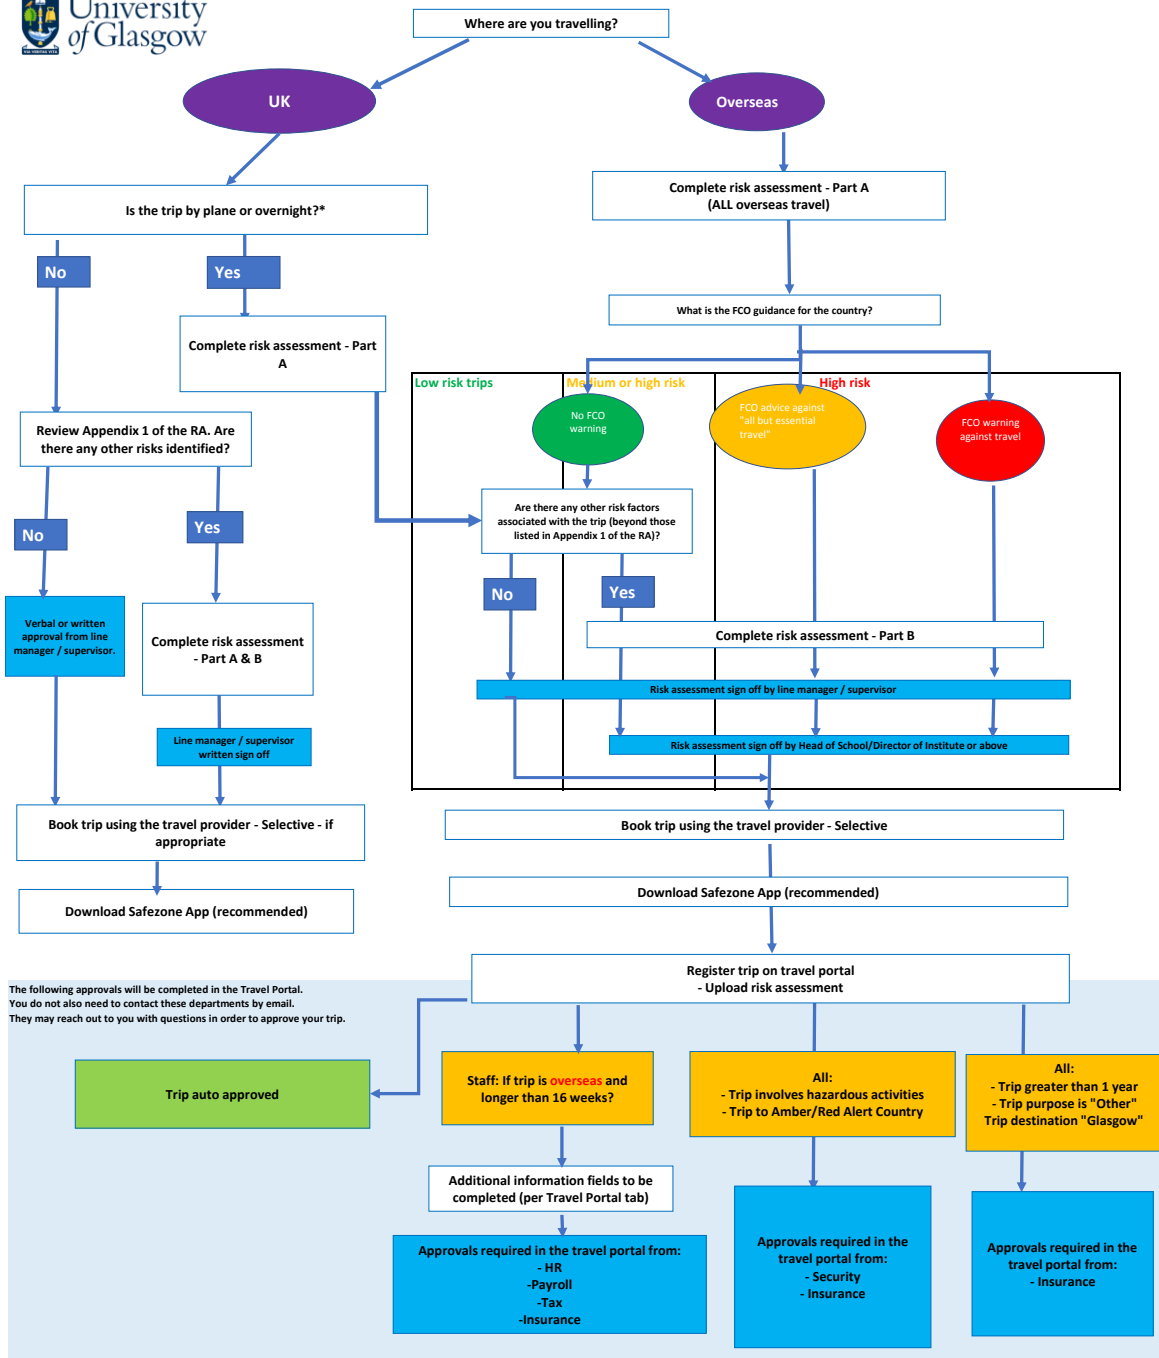 University
of Glasgow
VIA VERITAS VITA
Where are you travelling?
UK
Overseas
Complete risk assessment - Part A
(ALL overseas travel)
Is the trip by plane or overnight?*
No
Yes
What is the FCO guidance for the country?
Complete risk assessment - Part
A
Low risk trips
Medium or high risk
High risk
No FCO
warning
FCO advice against
"all but essential
travel"
FCO warning
against travel
Review Appendix 1 of the RA. Are
there any other risks identified?
Are there any other risk factors
associated with the trip (beyond those
listed in Appendix 1 of the RA)?
No
Yes
No
Yes
Verbal or written
approval from line
manager / supervisor.
Complete risk assessment
- Part A & B
Complete risk assessment - Part B
Risk assessment sign off by line manager / supervisor
Line manager / supervisor
written sign off
Risk assessment sign off by Head of School/Director of Institute or above
Book trip using the travel provider - Selective - if
appropriate
Book trip using the travel provider - Selective
Download Safezone App (recommended)
Download Safezone App (recommended)
Register trip on travel portal
- Upload risk assessment
The following approvals will be completed in the Travel Portal.
You do not also need to contact these departments by email.
They may reach out to you with questions in order to approve your trip.
Trip auto approved
Staff: If trip is overseas and
longer than 16 weeks?
All:
- Trip involves hazardous activities
- Trip to Amber/Red Alert Country
All:
- Trip greater than 1 year
- Trip purpose is "Other"
Trip destination "Glasgow"
Additional information fields to be
completed (per Travel Portal tab)
Approvals required in the travel portal from:
- HR
-Payroll
-Tax
-Insurance
Approvals required in the
travel portal from:
- Security
- Insurance
Approvals required in the
travel portal from:
- Insurance